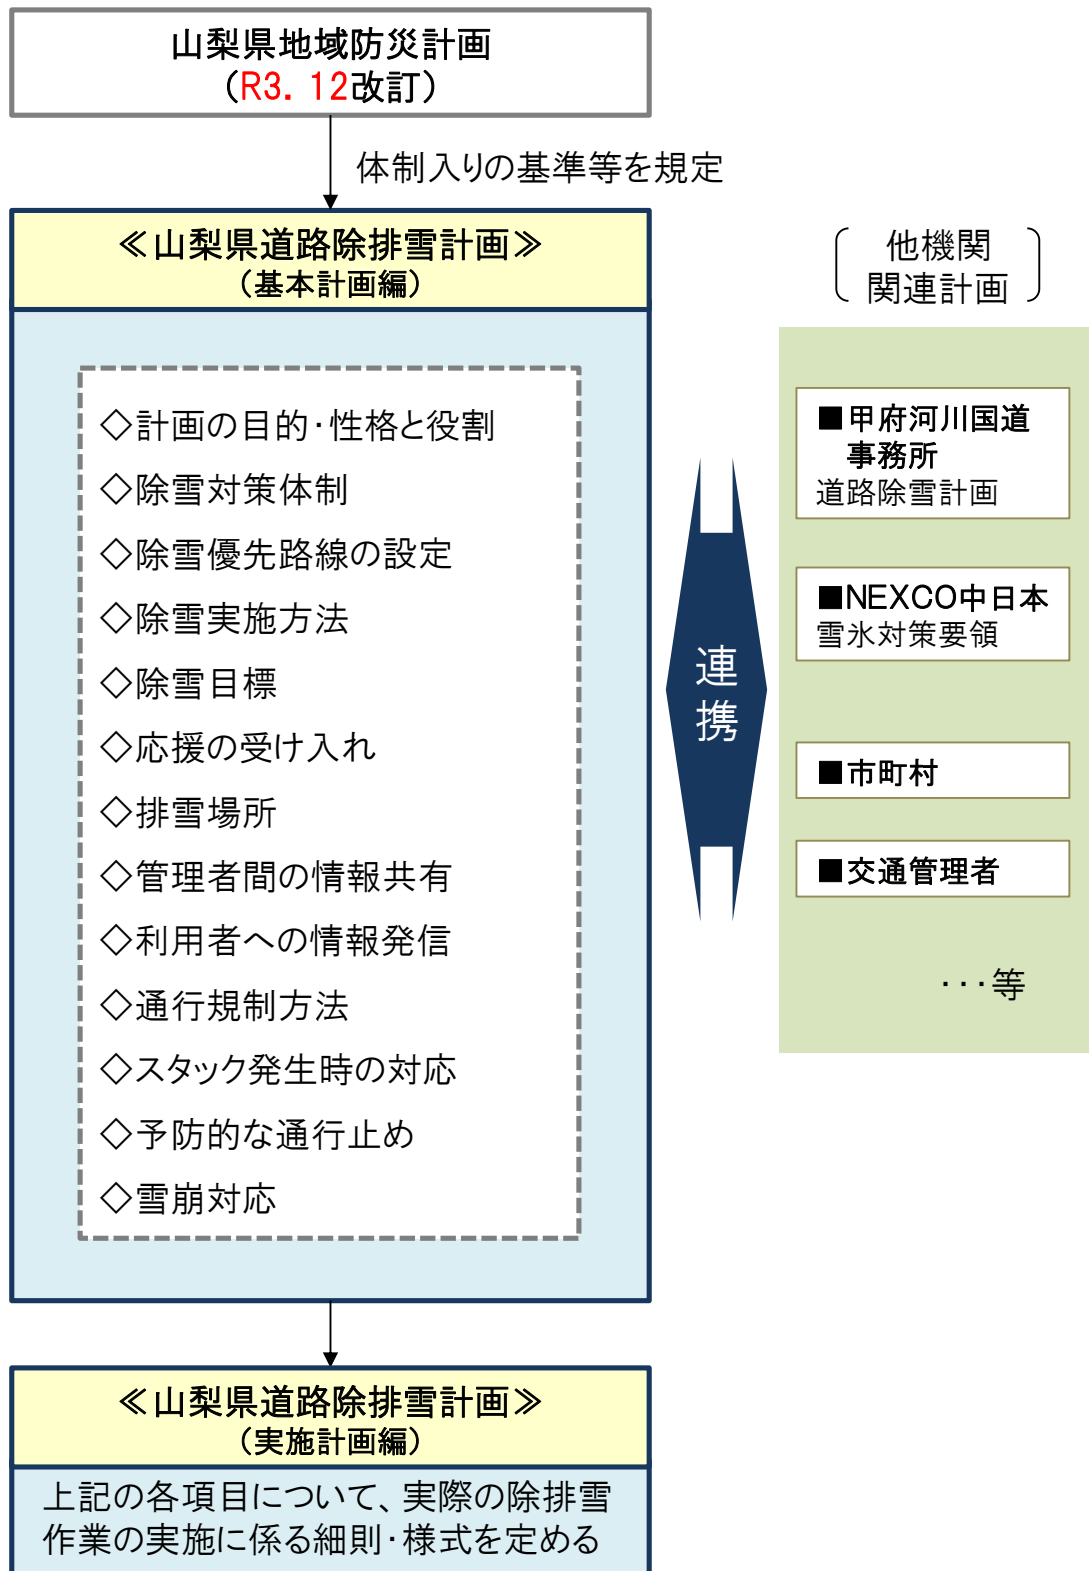 山梨県地域防災計画
（R3．12改訂）
体制入りの基準等を規定
≪山梨県道路除排雪計画≫
（基本計画編）
◇計画の目的・性格と役割
◇除雪対策体制
◇除雪優先路線の設定
◇除雪実施方法
◇除雪目標
◇応援の受け入れ
◇排雪場所
◇管理者間の情報共有
◇利用者への情報発信
◇通行規制方法
◇スタック発生時の対応
◇予防的な通行止め
◇雪崩対応
連
携
他機関
関連計画
■甲府河川国道
事務所
道路除雪計画
■NEXCO中日本
雪氷対策要領
■市町村
■交通管理者
・・・等
≪山梨県道路除排雪計画≫
（実施計画編）
上記の各項目について、実際の除排雪
作業の実施に係る細則・様式を定める